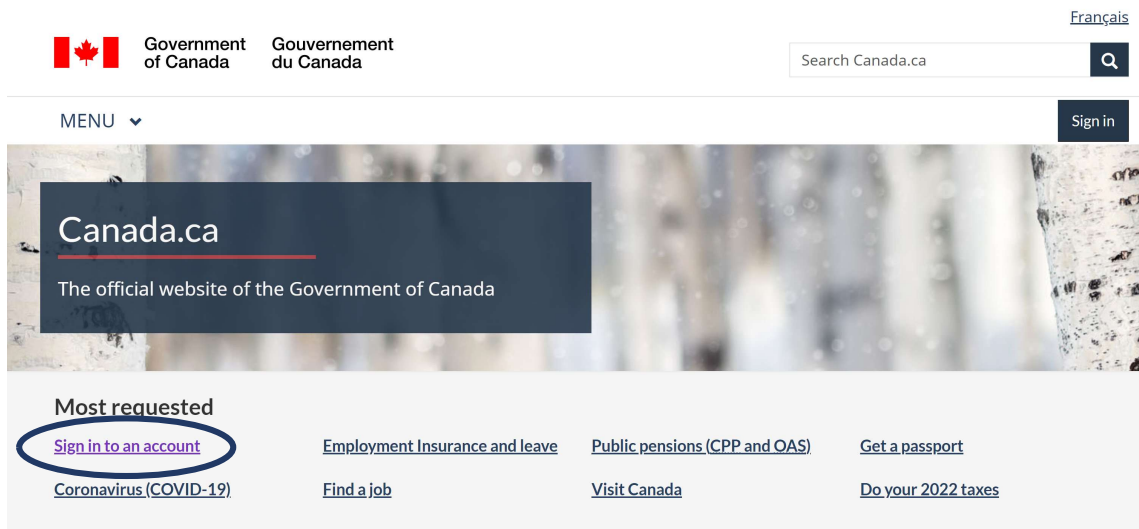 Français
Government of Canada
Gouvernement du Canada
Search Canada.ca
MENU
Sign in
Canada.ca
The official website of the Government of Canada
Most requested
Sign in to an account
Employment Insurance and leave
Public pensions (CPP and OAS)
Get a passport
Coronavirus (COVID-19)
Find a job
Visit Canada
Do your 2022 taxes